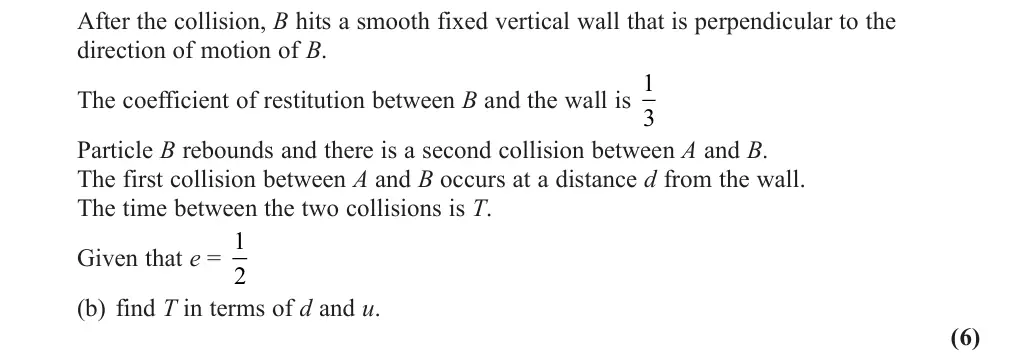 After the collision, B hits a smooth fixed vertical wall that is perpendicular to the
direction of motion of B.
The coefficient of restitution between B and the wall is 1/3
Particle B rebounds and there is a second collision between A and B.
The first collision between A and B occurs at a distance d from the wall.
The time between the two collisions is T.
Given that e = 1/2
(b) find T in terms of d and u.
(6)